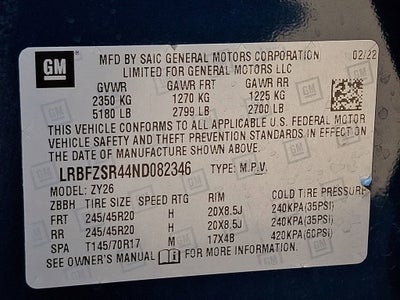 GM
MFD BY SAIC GENERAL MOTORS CORPORATION 02/22
LIMITED FOR GENERAL MOTORS LLC
GVWR GAWR FRT GAWR RR
2350 KG 1270 KG 1225 KG
5180 LB 2799 LB 2700 LB
THIS VEHICLE CONFORMS TO ALL APPLICABLE U.S. FEDERAL MOTOR
VEHICLE SAFETY AND THEFT PREVENTION STANDARDS IN EFFECT ON
THE DATE OF MANUFACTURE SHOWN ABOVE.
LRBFZSR44ND082346 TYPE: M.P.V.
MODEL: ZY26
ZBBH TIRE SIZE SPEED RTG RIM COLD TIRE PRESSURE
FRT 245/45R20 H 20X8.5J 240KPA(35PSI)
RR 245/45R20 H 20X8.5J 240KPA(35PSI)
SPA T145/70R17 M 17X4B 420KPA(60PSI)
SEE OWNER'S MANUAL FOR MORE INFORMATION